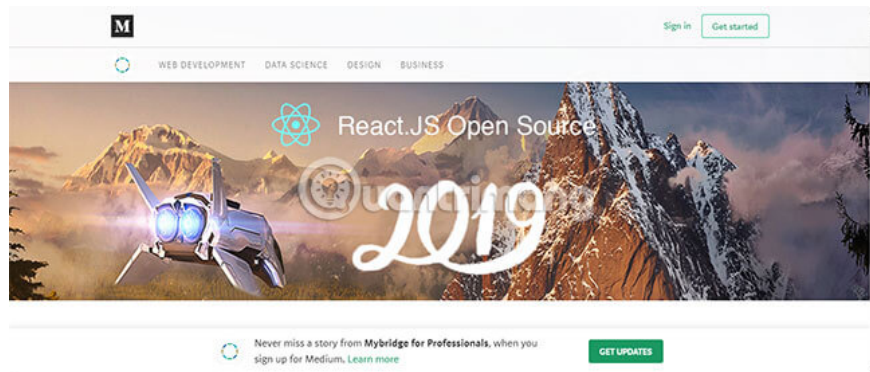 M
Sign in
Get started
WEB DEVELOPMENT DATA SCIENCE DESIGN BUSINESS
React.JS Open Source
Quantrimang
2019
Never miss a story from Mybridge for Professionals, when you
sign up for Medium. Learn more
GET UPDATES